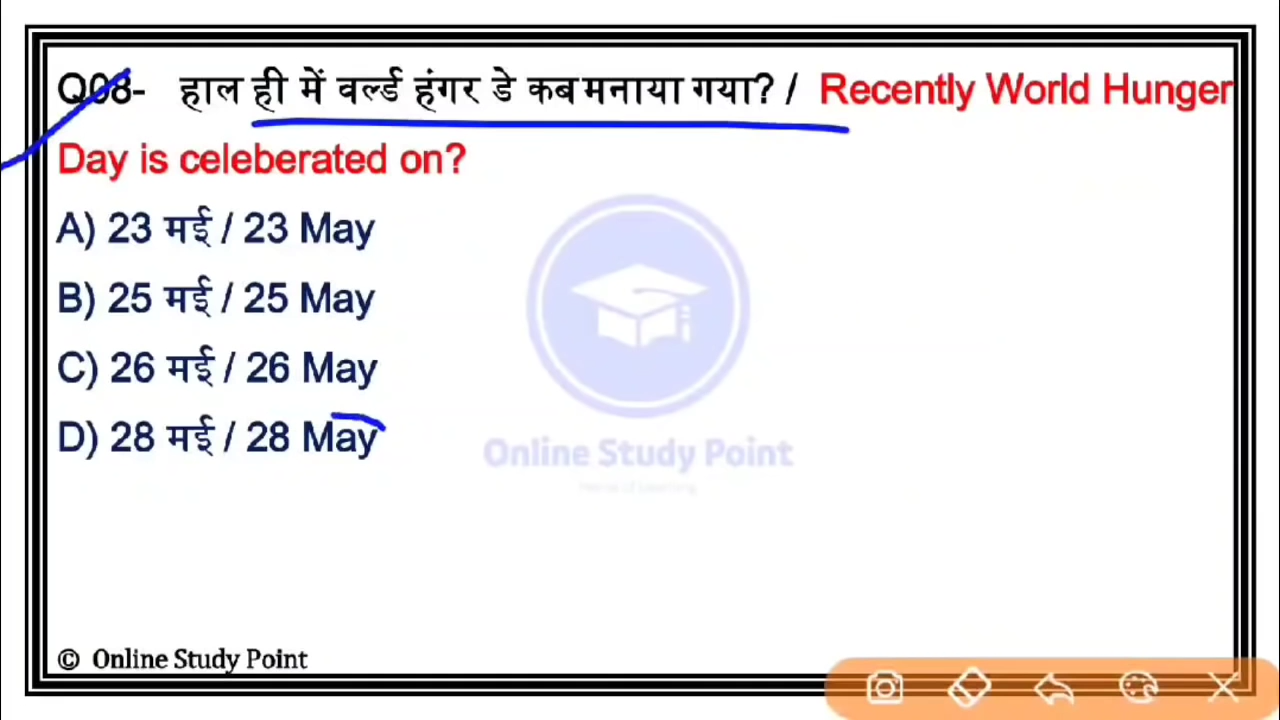 Q08- हाल ही में वर्ल्ड हंगर डे कब मनाया गया? / Recently World Hunger
Day is celeberated on?
A) 23 मई / 23 May
B) 25 मई / 25 May
C) 26 मई / 26 May
D) 28 मई / 28 May
Online Study Point
© Online Study Point